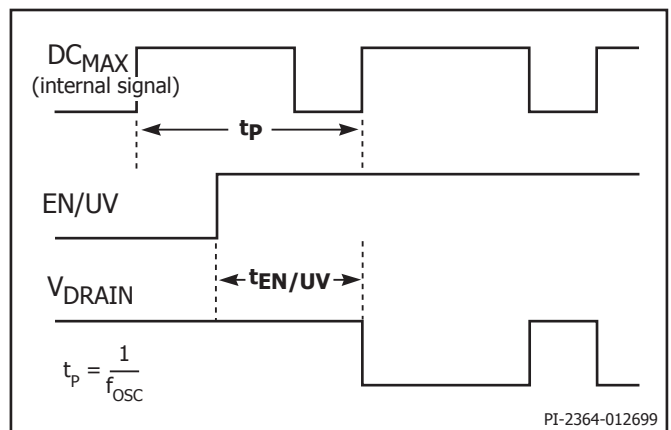 DCMAX
(internal signal)
tP
EN/UV
tEN/UV
VDRAIN
tP = 1
fOSC
PI-2364-012699